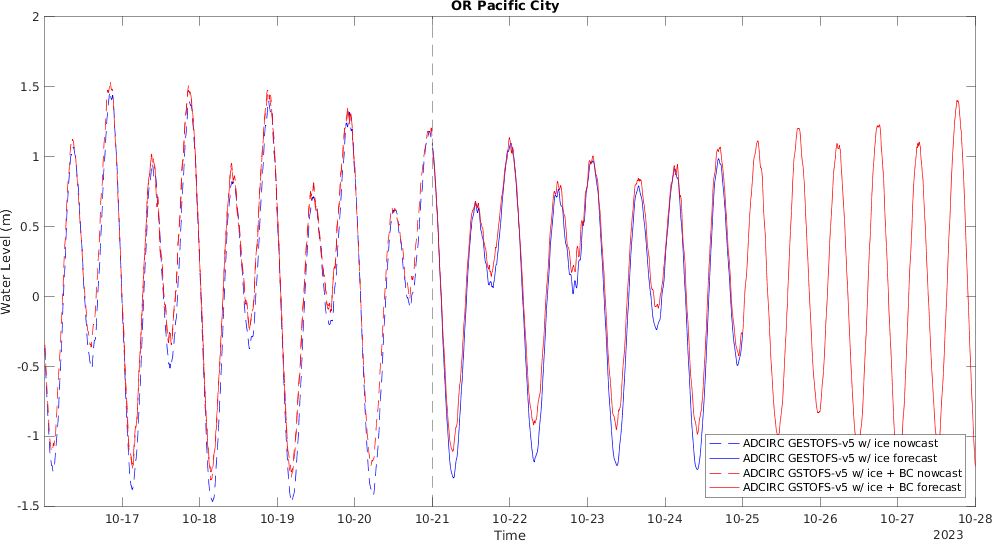 OR Pacific City
2
1.5
1
0.5
0
-0.5
-1
-1.5
Water Level (m)
10-17 10-18 10-19 10-20 10-21 10-22 10-23 10-24 10-25 10-26 10-27 10-28
Time
2023
ADCIRC GESTOFS-v5 w/ ice nowcast
ADCIRC GESTOFS-v5 w/ ice forecast
ADCIRC GSTOFS-v5 w/ ice + BC nowcast
ADCIRC GSTOFS-v5 w/ ice + BC forecast